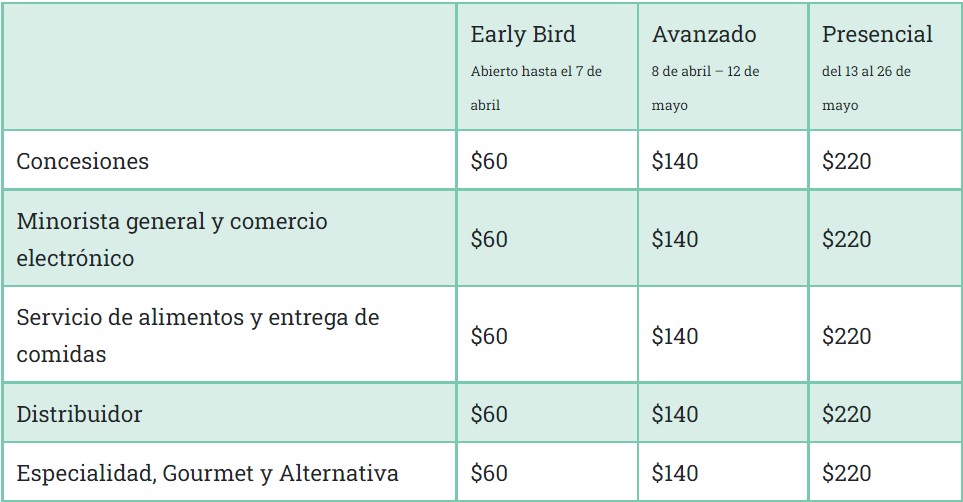 Early Bird
Abierto hasta el 7 de
abril
Avanzado
8 de abril – 12 de
mayo
Presencial
del 13 al 26 de
mayo
Concesiones
$60
$140
$220
Minorista general y comercio
electrónico
$60
$140
$220
Servicio de alimentos y entrega de
comidas
$60
$140
$220
Distribuidor
$60
$140
$220
Especialidad, Gourmet y Alternativa
$60
$140
$220